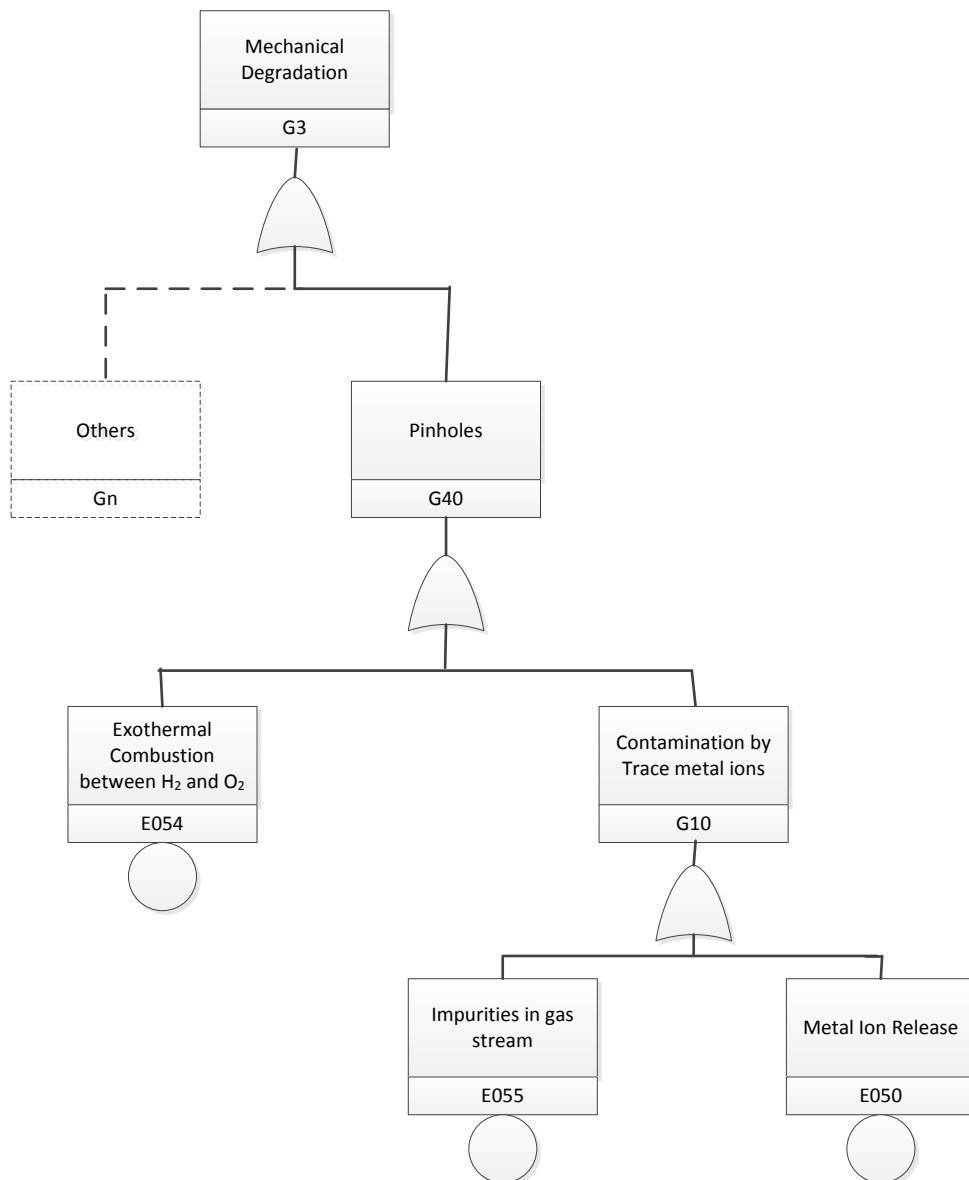 Mechanical
Degradation
G3
Others
Gn
Pinholes
G40
Exothermal
Combustion
between H₂ and O₂
E054
Contamination by
Trace metal ions
G10
Impurities in gas
stream
E055
Metal Ion Release
E050